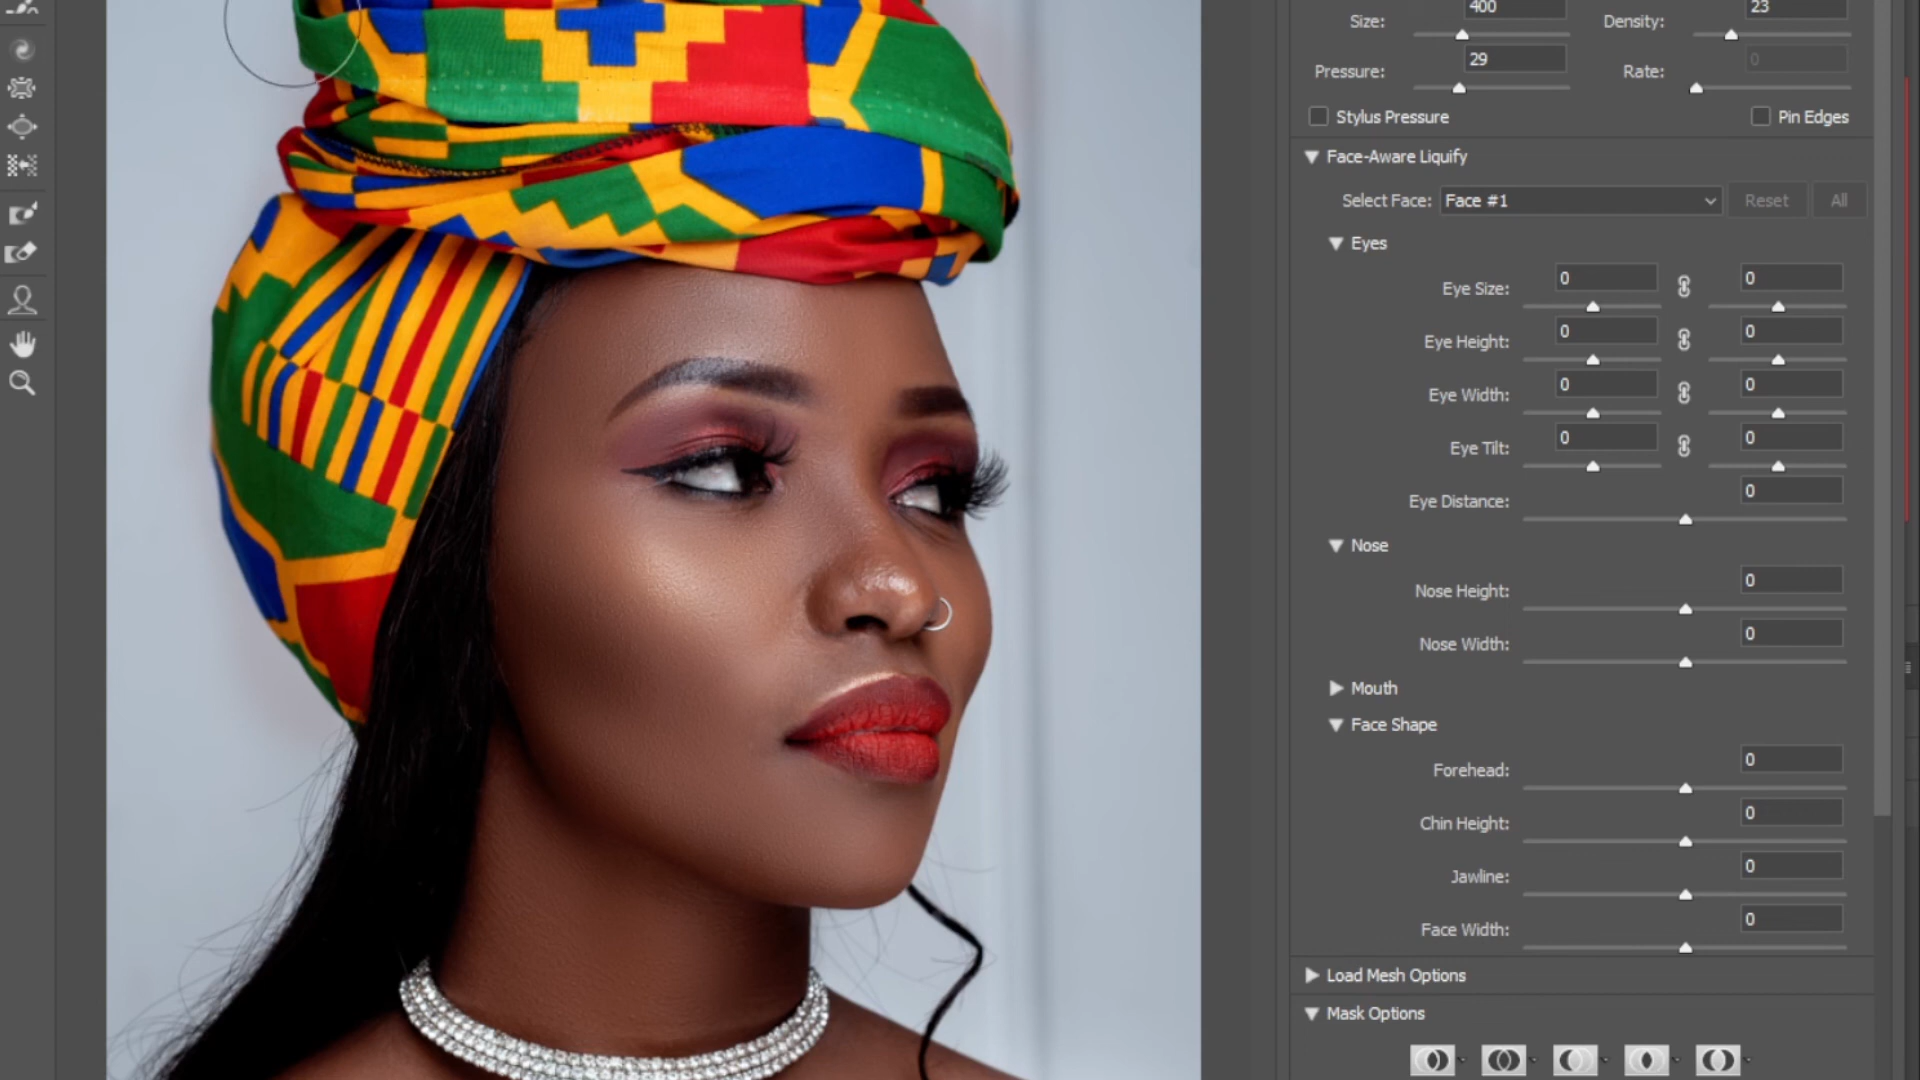 Size: 400 Density: 23
Pressure: 29 Rate: 0
Stylus Pressure Pin Edges
Face-Aware Liquify
Select Face: Face #1 Reset All
Eyes
Eye Size: 0 0
Eye Height: 0 0
Eye Width: 0 0
Eye Tilt: 0 0
Eye Distance: 0
Nose
Nose Height: 0
Nose Width: 0
Mouth
Face Shape
Forehead: 0
Chin Height: 0
Jawline: 0
Face Width: 0
Load Mesh Options
Mask Options